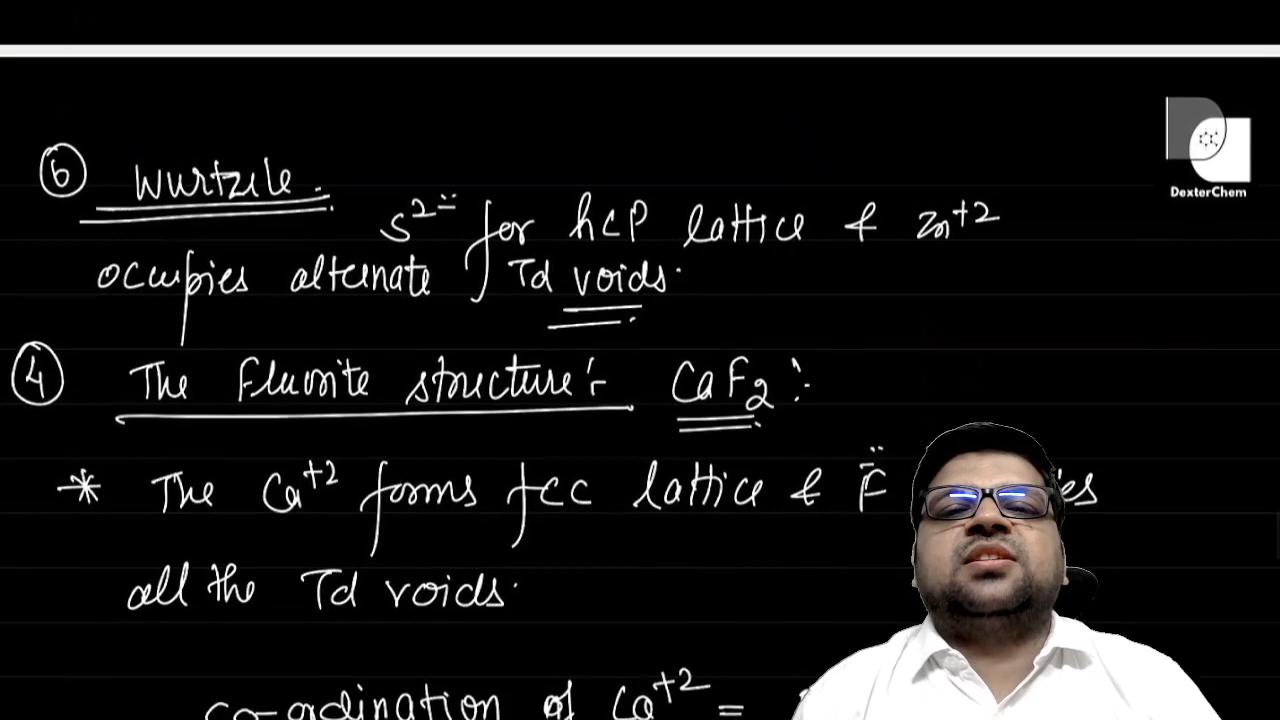 DexterChem
⑥ Wurtzile :-
S²⁻ for hcp lattice & Zn⁺²
occupies alternate Td voids.
④ The Fluorite structure :- CaF₂ :-
* The Ca⁺² forms fcc lattice & F⁻
all the Td voids.
co-ordination of Ca⁺² =